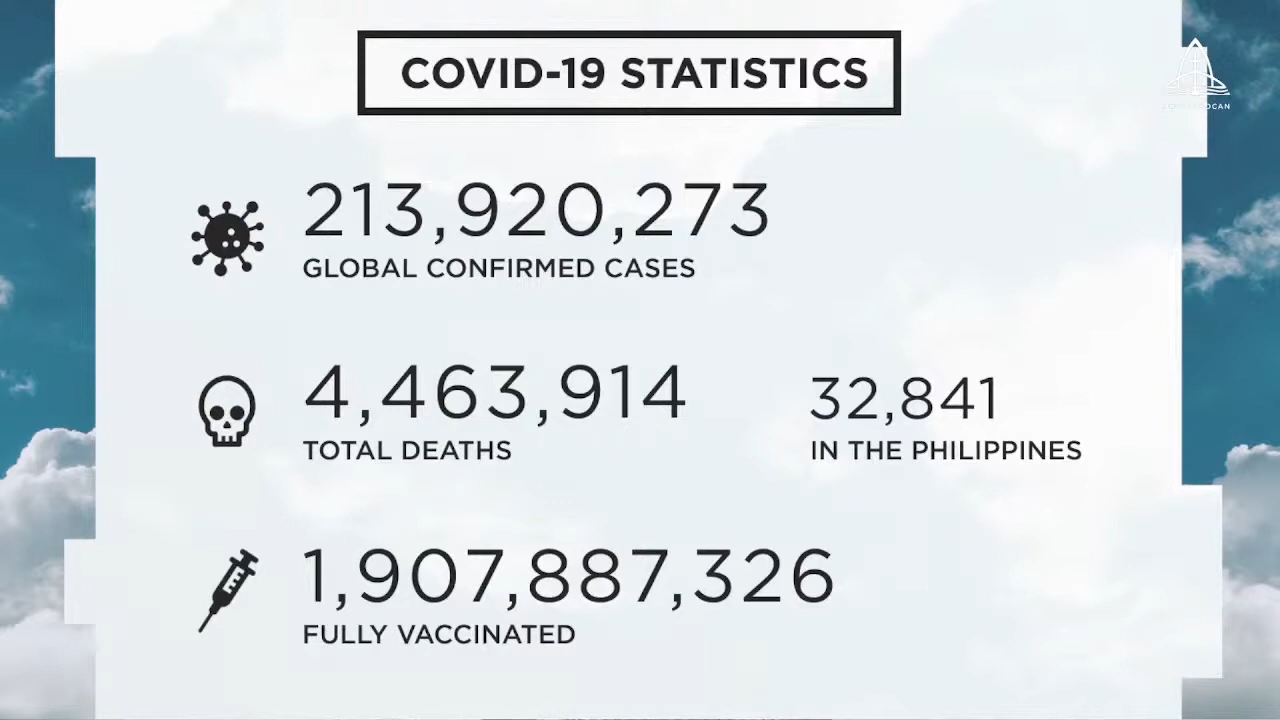 COVID-19 STATISTICS
213,920,273
GLOBAL CONFIRMED CASES
4,463,914
TOTAL DEATHS
32,841
IN THE PHILIPPINES
1,907,887,326
FULLY VACCINATED